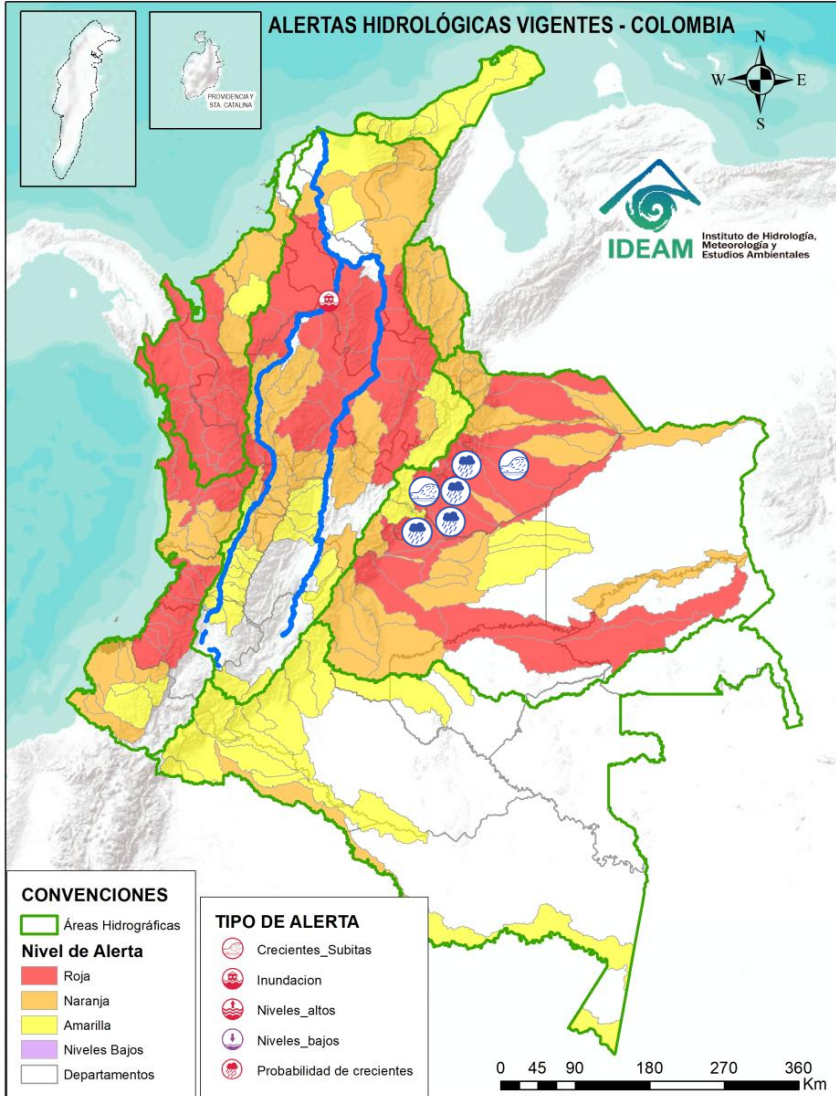 ALERTAS HIDROLÓGICAS VIGENTES - COLOMBIA
PROVIDENCIA Y
STA. CATALINA
N
W
E
S
IDEAM
Instituto de Hidrología,
Meteorología y
Estudios Ambientales
CONVENCIONES
Áreas Hidrográficas
Nivel de Alerta
Roja
Naranja
Amarilla
Niveles Bajos
Departamentos
TIPO DE ALERTA
Crecientes_Subitas
Inundacion
Niveles_altos
Niveles_bajos
Probabilidad de crecientes
0 45 90 180 270 360
Km